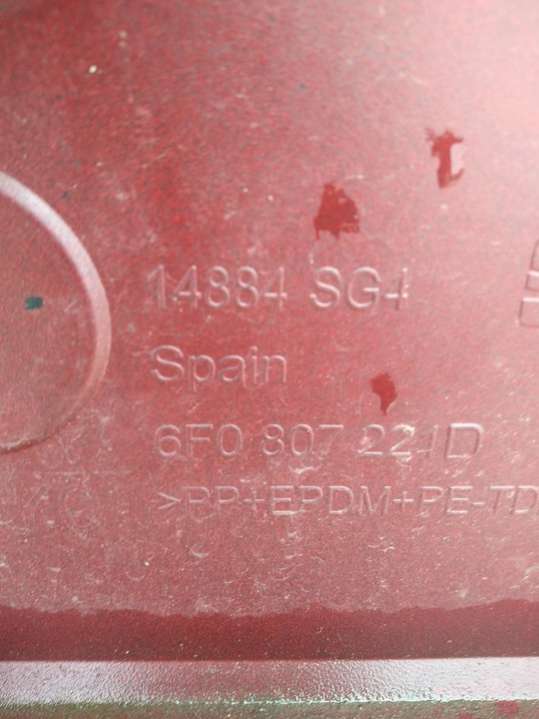 14884 SG4
Spain
6F0 807 221D
>PP+EPDM+PE-TD